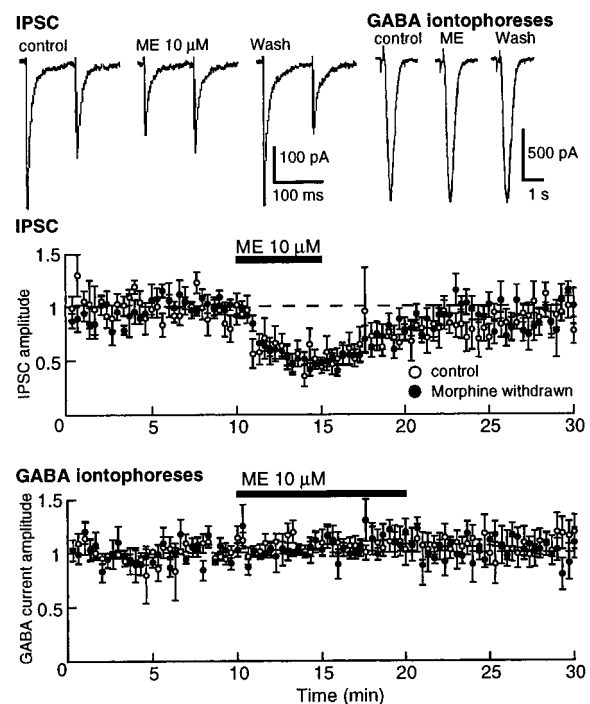 IPSC
GABA iontophoreses
control
ME 10 µM
Wash
control
ME
Wash
100 pA
100 ms
500 pA
1 s
IPSC
ME 10 µM
1.5
1
0.5
0
5
10
15
20
25
30
IPSC amplitude
control
Morphine withdrawn
GABA iontophoreses
ME 10 µM
1.5
1
0.5
0
5
10
15
20
25
30
GABA current amplitude
Time (min)